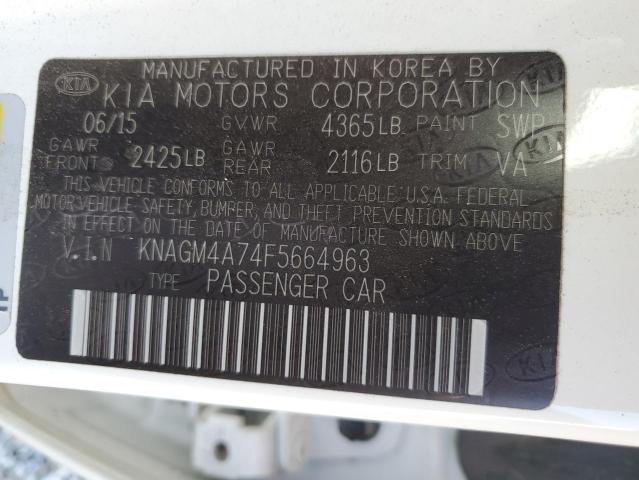 MANUFACTURED IN KOREA BY
KIA KIA MOTORS CORPORATION
06/15 GVWR 4365LB PAINT SWP
GAWR FRONT 2425LB GAWR REAR 2116LB TRIM VA
THIS VEHICLE CONFORMS TO ALL APPLICABLE U.S.A. FEDERAL
MOTOR VEHICLE SAFETY, BUMPER, AND THEFT PREVENTION STANDARDS
IN EFFECT ON THE DATE OF MANUFACTURE SHOWN ABOVE.
V.I.N KNAGM4A74F5664963
TYPE PASSENGER CAR
KIA